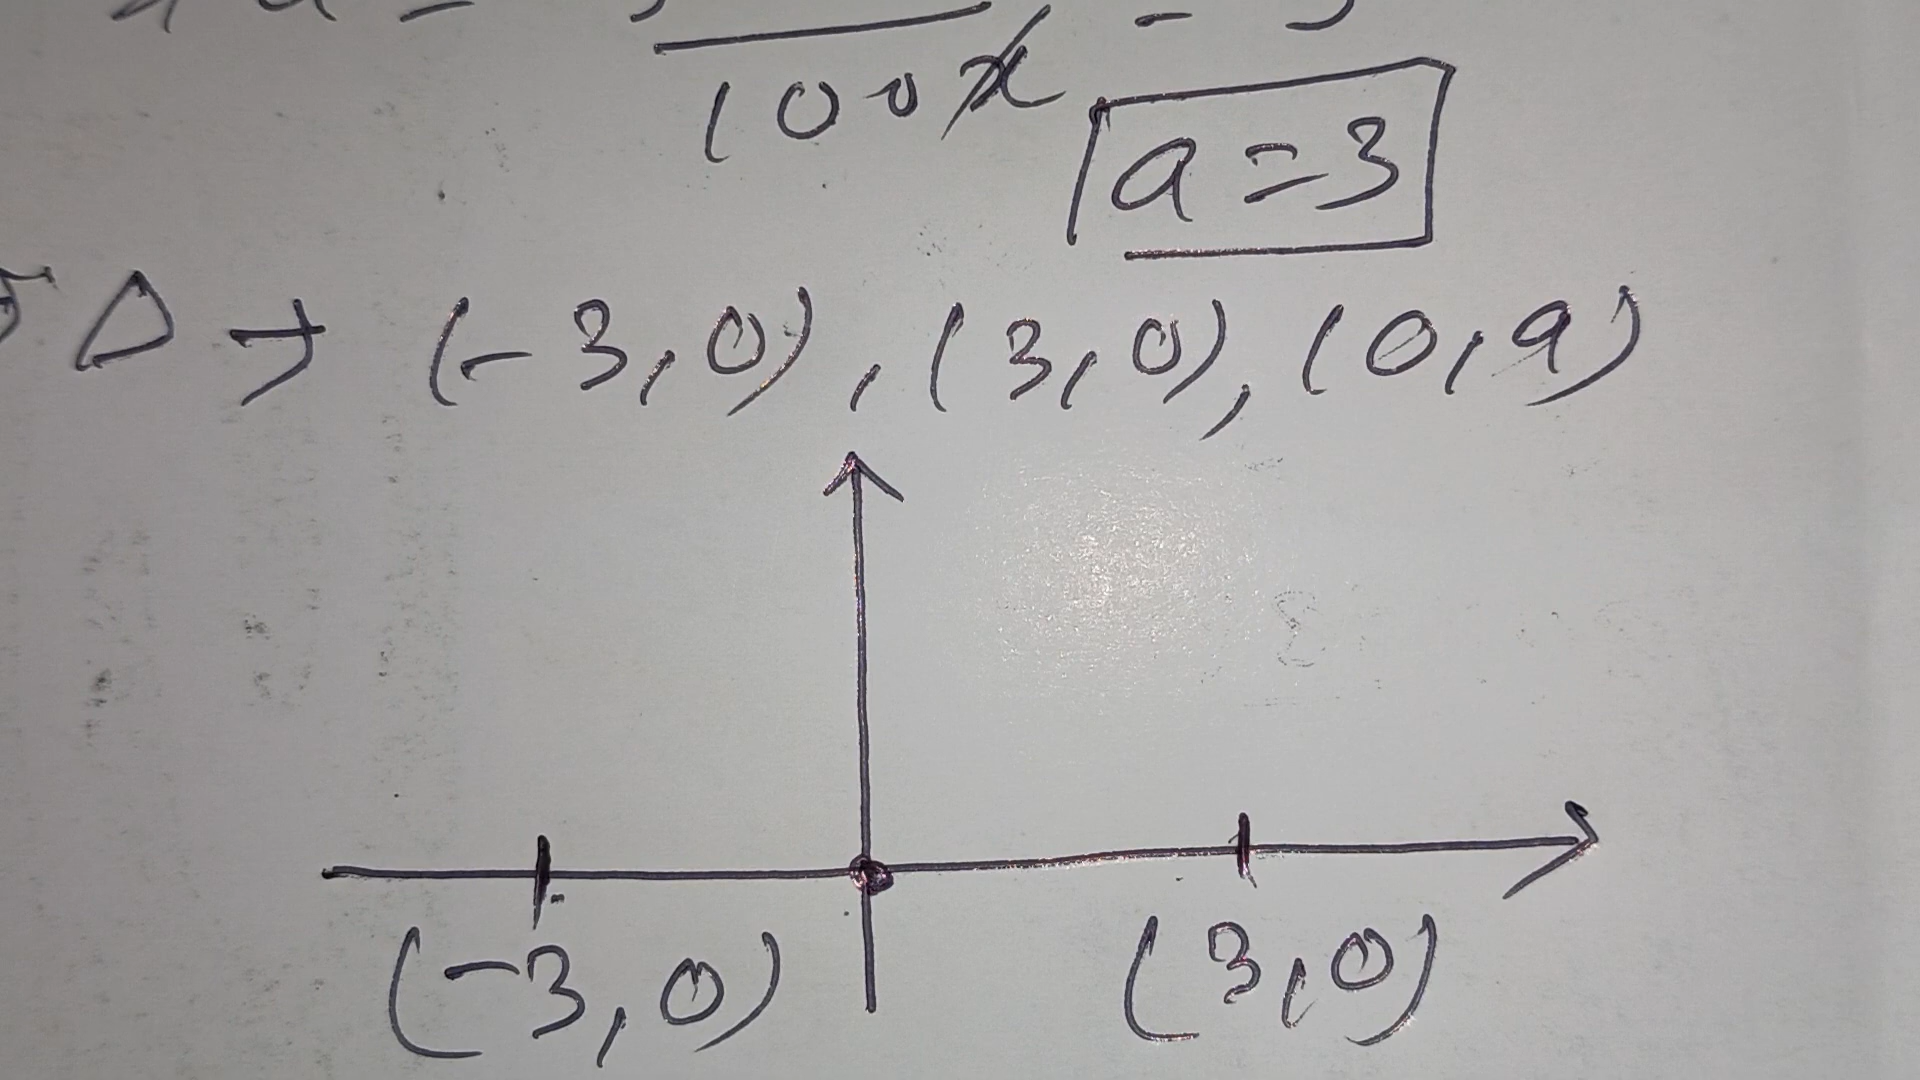 100x
a=3
Δ → (-3,0), (3,0), (0,9)
(-3,0) (3,0)